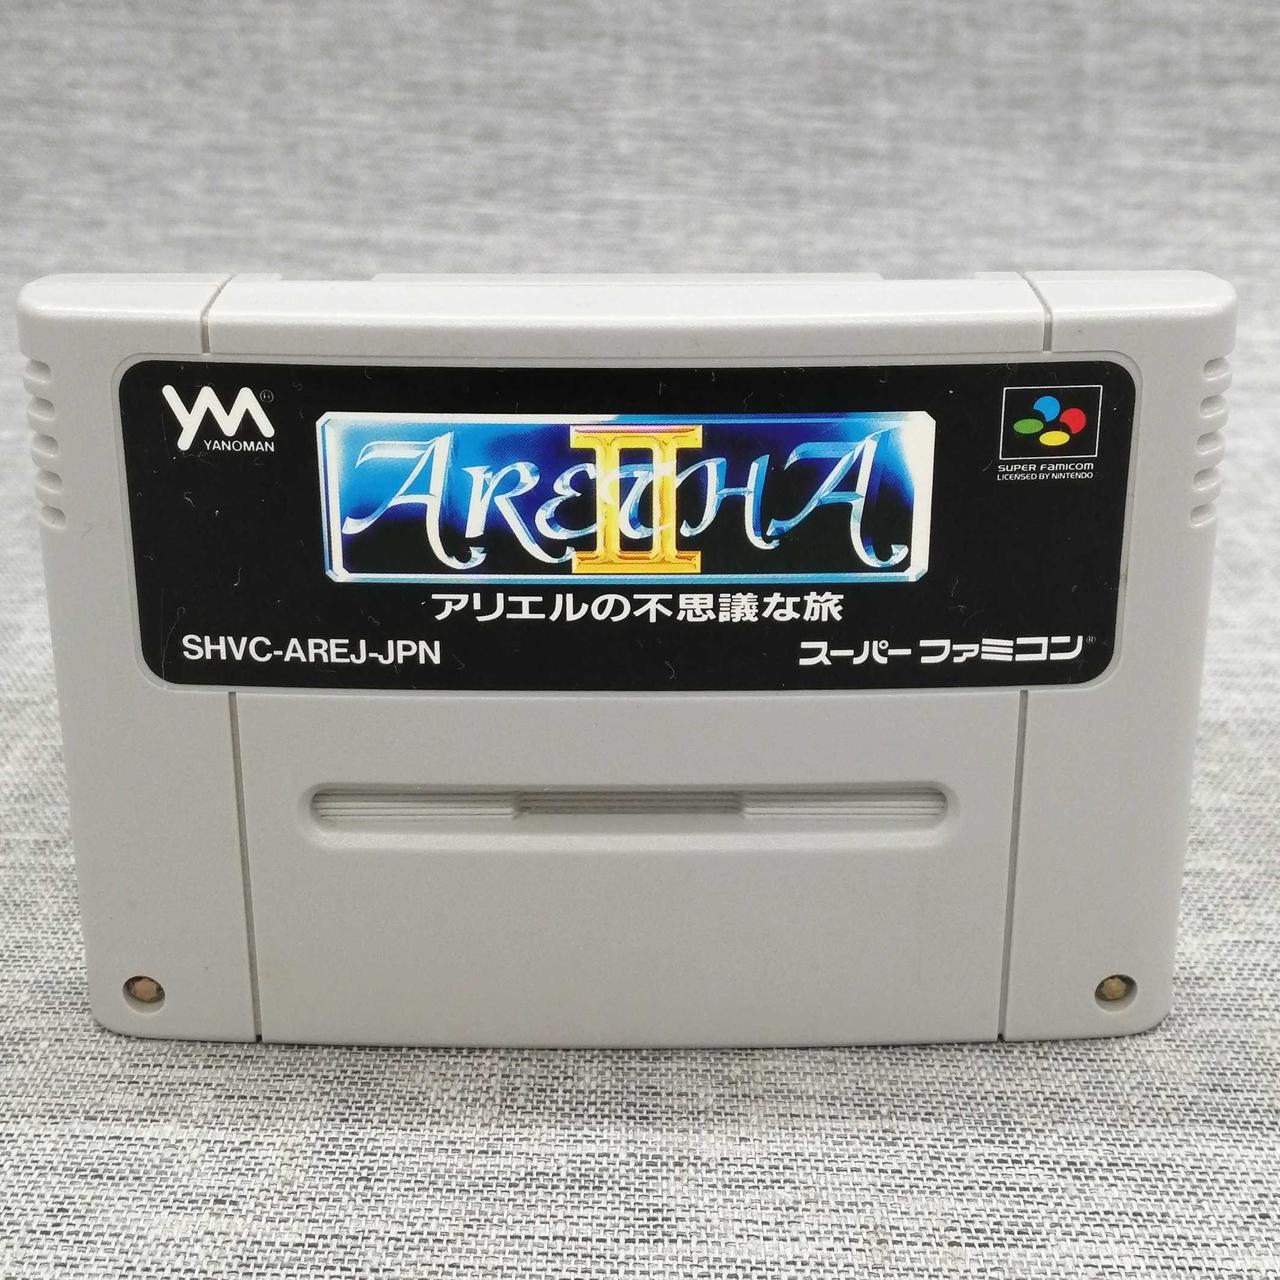 YM®
YANOMAN
ARETHA II
SUPER FAMICOM
LICENSED BY NINTENDO
アリエルの不思議な旅
SHVC-AREJ-JPN
スーパーファミコン®